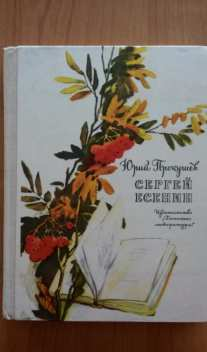 Юрий Прокушев
СЕРГЕЙ
ЕСЕНИН
Издательство
"Детская
литература"